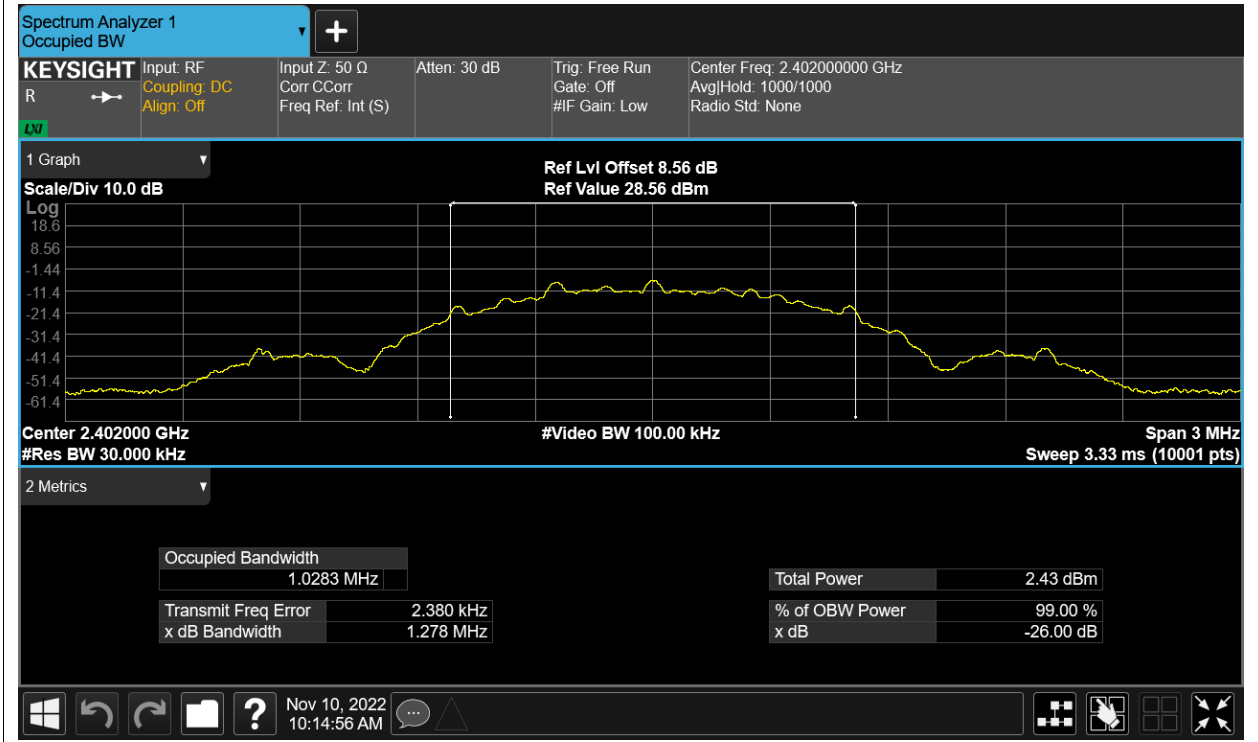 Spectrum Analyzer 1
Occupied BW
KEYSIGHT Input: RF Input Z: 50 Ω Atten: 30 dB Trig: Free Run Center Freq: 2.402000000 GHz
R Coupling: DC Corr CCorr Gate: Off Avg|Hold: 1000/1000
Align: Off Freq Ref: Int (S) #IF Gain: Low Radio Std: None
LXI
1 Graph
Ref Lvl Offset 8.56 dB
Scale/Div 10.0 dB Ref Value 28.56 dBm
Log
18.6
8.56
-1.44
-11.4
-21.4
-31.4
-41.4
-51.4
-61.4
Center 2.402000 GHz #Video BW 100.00 kHz Span 3 MHz
#Res BW 30.000 kHz Sweep 3.33 ms (10001 pts)
2 Metrics
Occupied Bandwidth
1.0283 MHz Total Power 2.43 dBm
Transmit Freq Error 2.380 kHz % of OBW Power 99.00 %
x dB Bandwidth 1.278 MHz x dB -26.00 dB
? Nov 10, 2022
10:14:56 AM